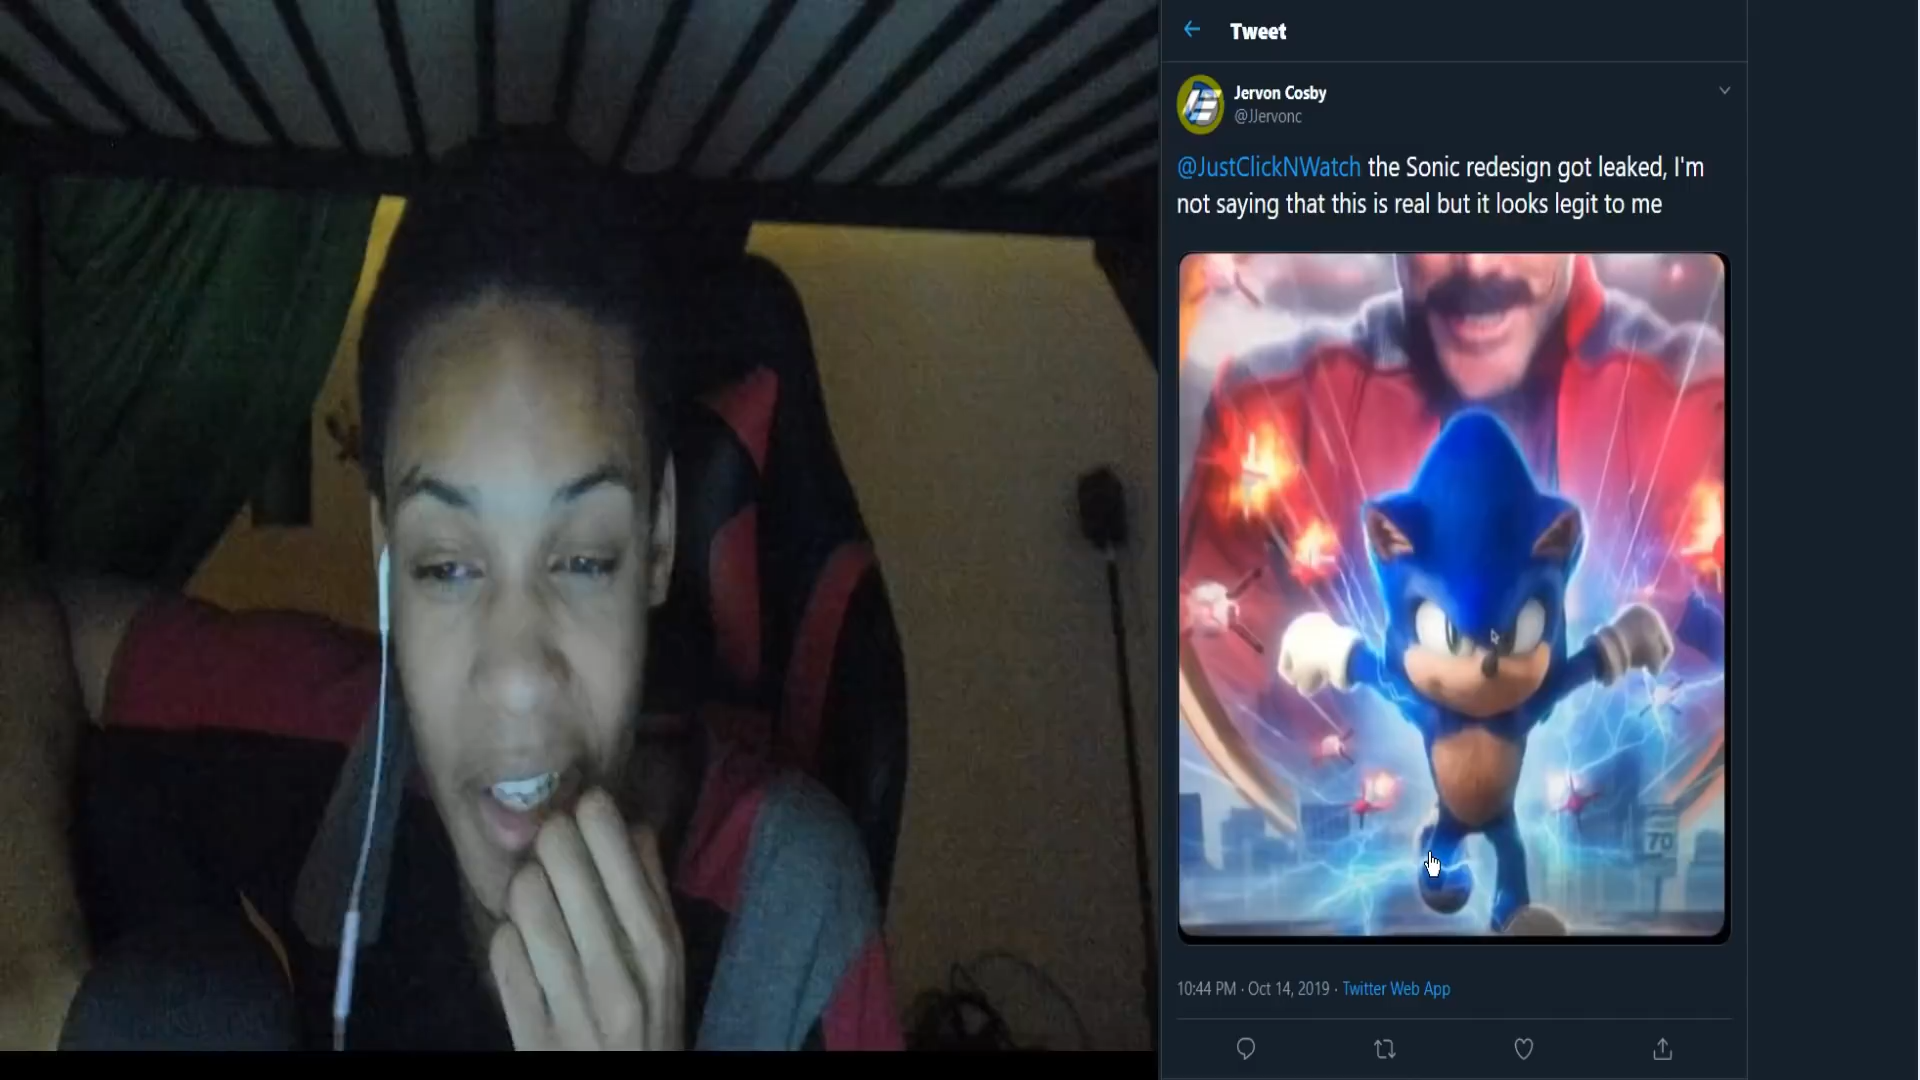 Tweet
Jervon Cosby
@JJervonc
@JustClickNWatch the Sonic redesign got leaked, I'm
not saying that this is real but it looks legit to me
70
10:44 PM · Oct 14, 2019 · Twitter Web App